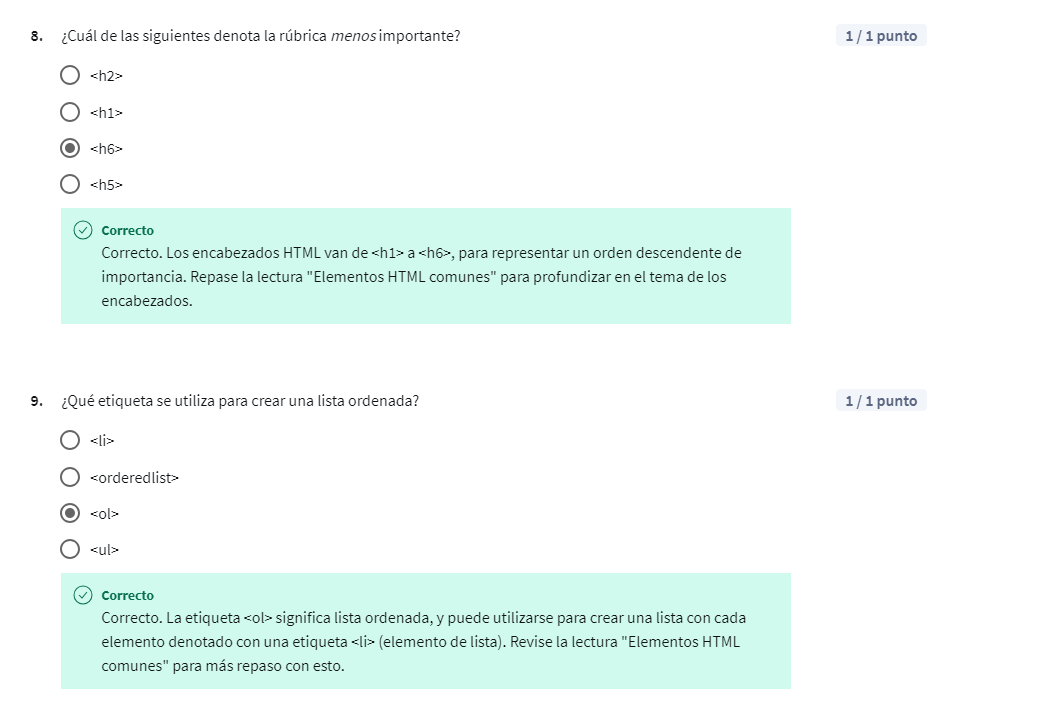 8. ¿Cuál de las siguientes denota la rúbrica menos importante? 1 / 1 punto
<h2>
<h1>
<h6>
<h5>
Correcto
Correcto. Los encabezados HTML van de <h1> a <h6>, para representar un orden descendente de
importancia. Repase la lectura "Elementos HTML comunes" para profundizar en el tema de los
encabezados.
9. ¿Qué etiqueta se utiliza para crear una lista ordenada? 1 / 1 punto
<li>
<orderedlist>
<ol>
<ul>
Correcto
Correcto. La etiqueta <ol> significa lista ordenada, y puede utilizarse para crear una lista con cada
elemento denotado con una etiqueta <li> (elemento de lista). Revise la lectura "Elementos HTML
comunes" para más repaso con esto.